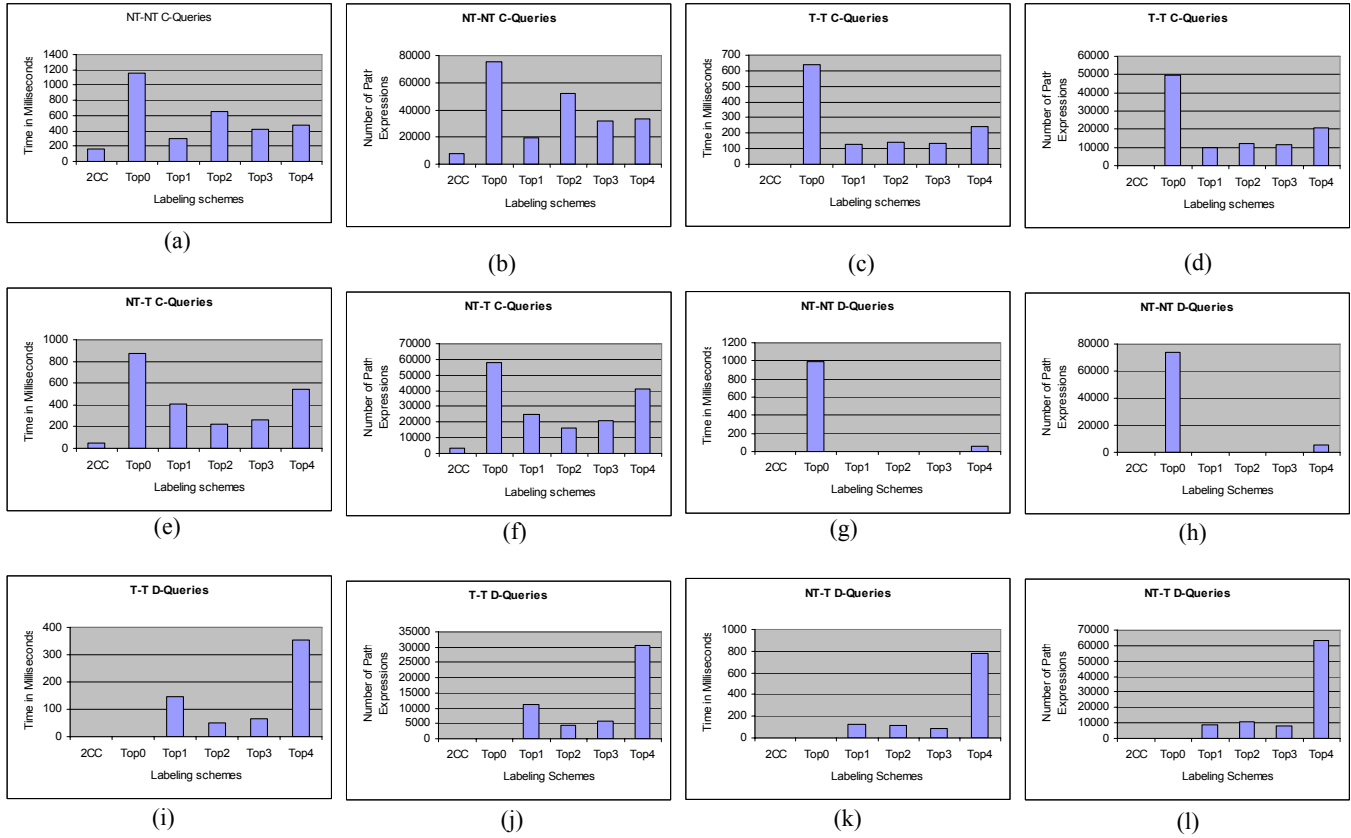 NT-NT C-Queries
Time in Milliseconds
1400
1200
1000
800
600
400
200
0
2CC Top0 Top1 Top2 Top3 Top4
Labeling schemes
(a)
NT-NT C-Queries
Number of Path
Expressions
80000
60000
40000
20000
0
2CC Top0 Top1 Top2 Top3 Top4
Labeling schemes
(b)
T-T C-Queries
Time in Milliseconds
700
600
500
400
300
200
100
0
2CC Top0 Top1 Top2 Top3 Top4
Labeling schemes
(c)
T-T C-Queries
Number of Path
Expressions
60000
50000
40000
30000
20000
10000
0
2CC Top0 Top1 Top2 Top3 Top4
Labeling schemes
(d)
NT-T C-Queries
Time in Milliseconds
1000
800
600
400
200
0
2CC Top0 Top1 Top2 Top3 Top4
Labeling schemes
(e)
NT-T C-Queries
Number of Path
Expressions
70000
60000
50000
40000
30000
20000
10000
0
2CC Top0 Top1 Top2 Top3 Top4
Labeling schemes
(f)
NT-NT D-Queries
Time in Milliseconds
1200
1000
800
600
400
200
0
2CC Top0 Top1 Top2 Top3 Top4
Labeling Schemes
(g)
NT-NT D-Queries
Number of Path
Expressions
80000
60000
40000
20000
0
2CC Top0 Top1 Top2 Top3 Top4
Labeling Schemes
(h)
T-T D-Queries
Time in Milliseconds
400
300
200
100
0
2CC Top0 Top1 Top2 Top3 Top4
Labeling schemes
(i)
T-T D-Queries
Number of Path
Expressions
35000
30000
25000
20000
15000
10000
5000
0
2CC Top0 Top1 Top2 Top3 Top4
Labeling schemes
(j)
NT-T D-Queries
Time in Milliseconds
1000
800
600
400
200
0
2CC Top0 Top1 Top2 Top3 Top4
Labeling Schemes
(k)
NT-T D-Queries
Number of Path
Expressions
70000
60000
50000
40000
30000
20000
10000
0
2CC Top0 Top1 Top2 Top3 Top4
Labeling Schemes
(l)